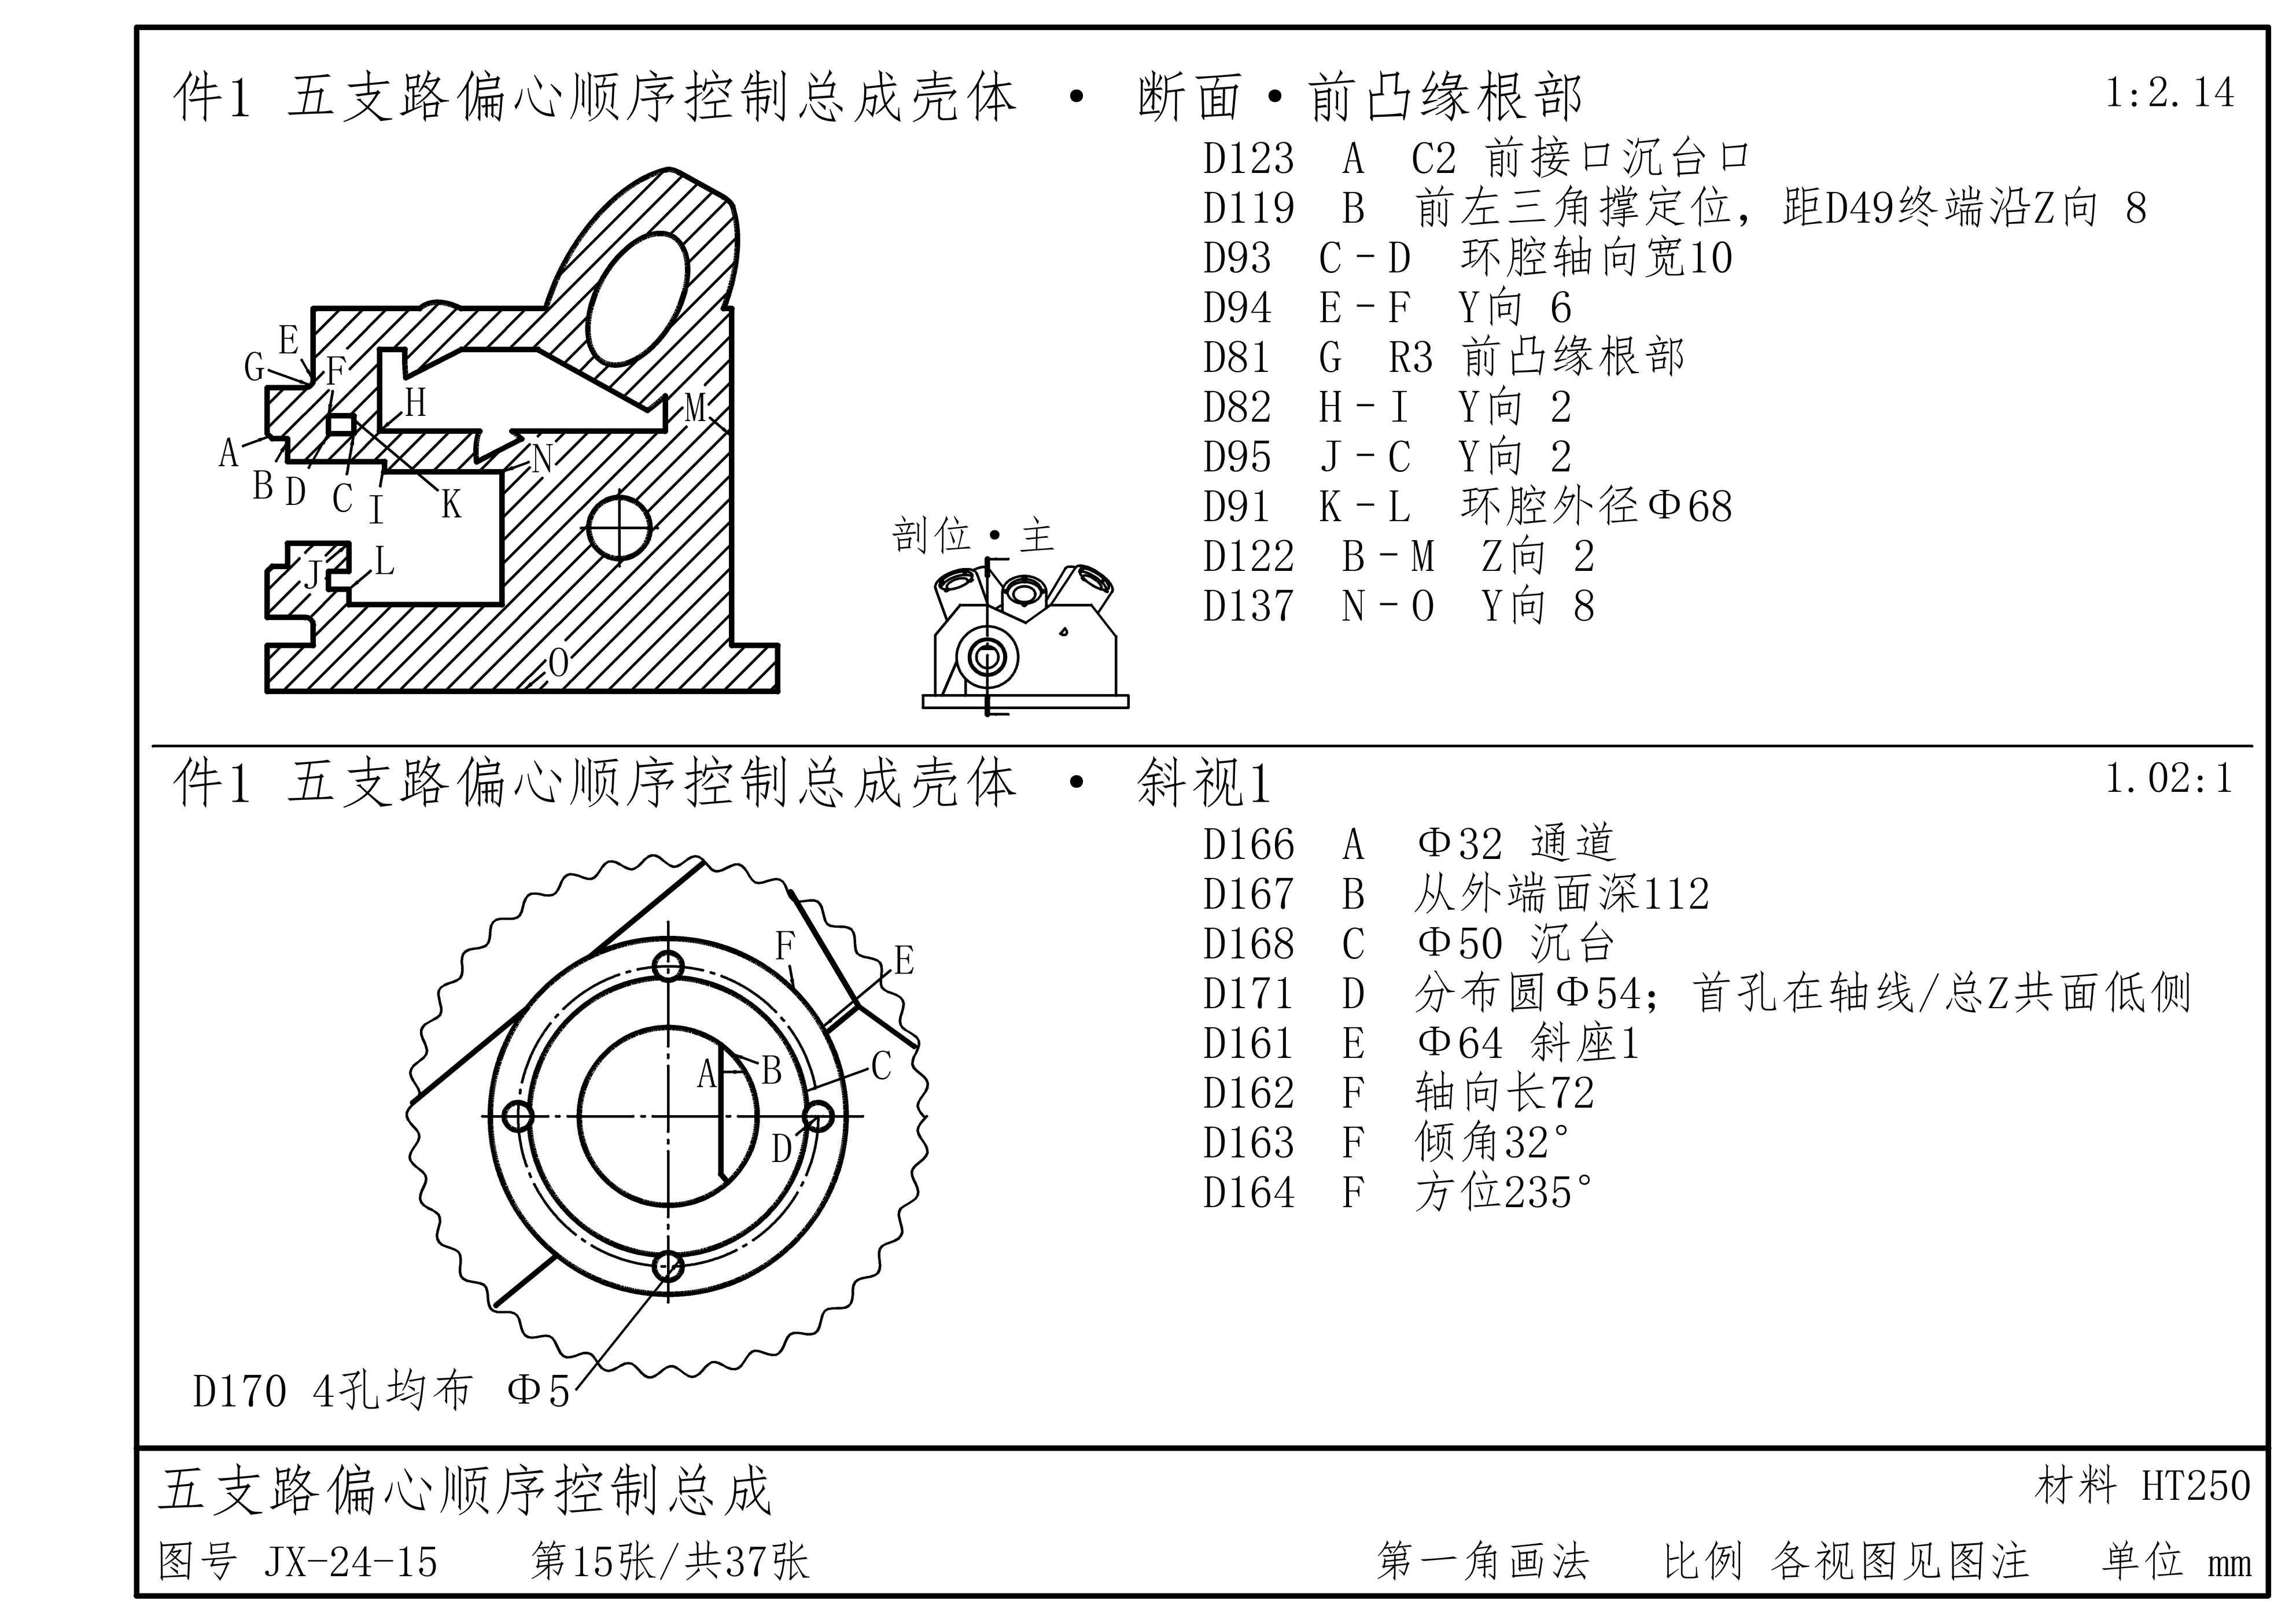 件1 五支路偏心顺序控制总成壳体 · 断面·前凸缘根部 1:2.14
D123 A C2 前接口沉台口
D119 B 前左三角撑定位，距D49终端沿Z向 8
D93 C-D 环腔轴向宽10
D94 E-F Y向 6
D81 G R3 前凸缘根部
D82 H-I Y向 2
D95 J-C Y向 2
D91 K-L 环腔外径Φ68
D122 B-M Z向 2
D137 N-O Y向 8
E
G
F
H
M
A
B
D
C
I
K
N
J
L
O
剖位·主
件1 五支路偏心顺序控制总成壳体 · 斜视1 1.02:1
D166 A Φ32 通道
D167 B 从外端面深112
D168 C Φ50 沉台
D171 D 分布圆Φ54；首孔在轴线/总Z共面低侧
D161 E Φ64 斜座1
D162 F 轴向长72
D163 F 倾角32°
D164 F 方位235°
F
E
A
B
C
D
D170 4孔均布 Φ5
五支路偏心顺序控制总成 材料 HT250
图号 JX-24-15 第15张/共37张 第一角画法 比例 各视图见图注 单位 mm